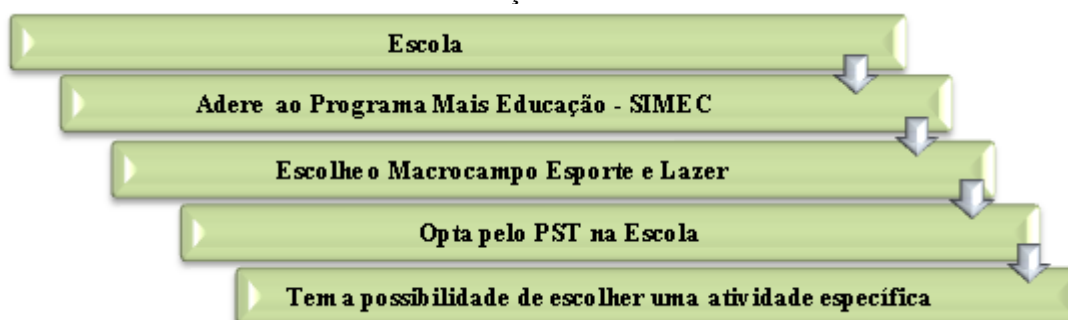 Escola
Adere ao Programa Mais Educação - SIMEC
Escolhe o Macrocampo Esporte e Lazer
Opta pelo PST na Escola
Tem a possibilidade de escolher uma atividade específica